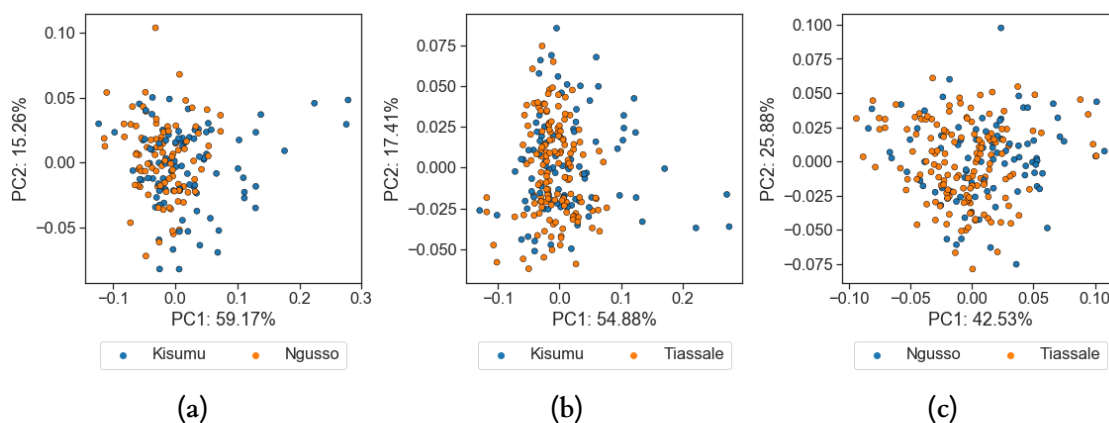 0.10
0.05
0.00
−0.05
PC2: 15.26%
−0.1
0.0
0.1
0.2
0.3
PC1: 59.17%
Kisumu
Ngusso
(a)
0.075
0.050
0.025
0.000
−0.025
−0.050
PC2: 17.41%
−0.1
0.0
0.1
0.2
PC1: 54.88%
Kisumu
Tiassale
(b)
0.100
0.075
0.050
0.025
0.000
−0.025
−0.050
−0.075
PC2: 25.88%
−0.10
−0.05
0.00
0.05
0.10
PC1: 42.53%
Ngusso
Tiassale
(c)